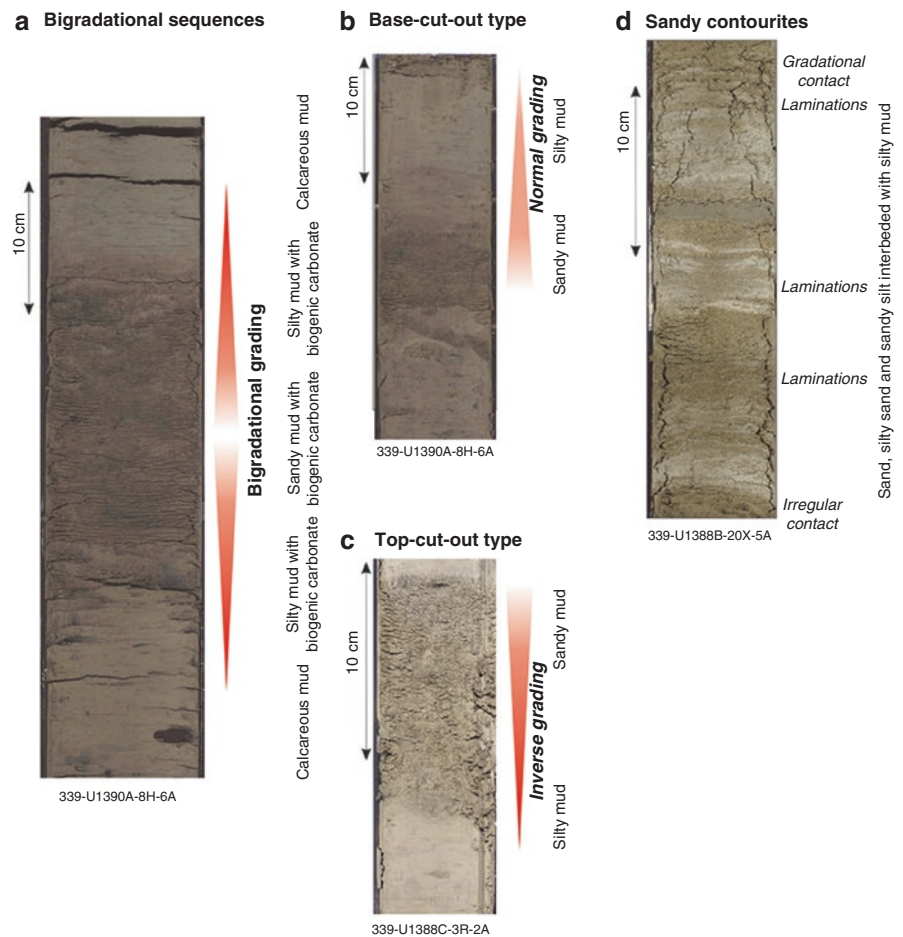 a Bigradational sequences
10 cm
Calcareous mud
Silty mud with
biogenic carbonate
Sandy mud with
biogenic carbonate
Silty mud with
biogenic carbonate
Calcareous mud
Bigradational grading
339-U1390A-8H-6A
b Base-cut-out type
10 cm
Normal grading
Silty mud
Sandy mud
339-U1390A-8H-6A
c Top-cut-out type
10 cm
Inverse grading
Sandy mud
Silty mud
339-U1388C-3R-2A
d Sandy contourites
10 cm
Gradational
contact
Laminations
Laminations
Laminations
Irregular
contact
Sand, silty sand and sandy silt interbeded with silty mud
339-U1388B-20X-5A